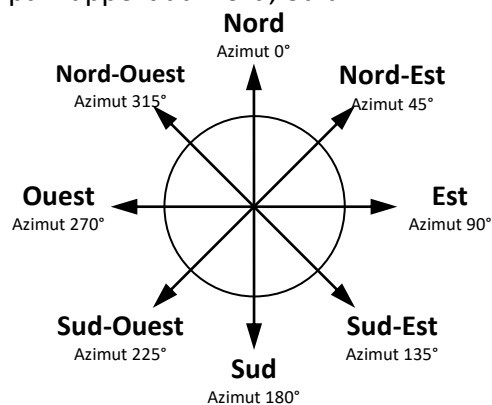 Nord
Azimut 0°
Nord-Ouest
Azimut 315°
Nord-Est
Azimut 45°
Ouest
Azimut 270°
Est
Azimut 90°
Sud-Ouest
Azimut 225°
Sud-Est
Azimut 135°
Sud
Azimut 180°